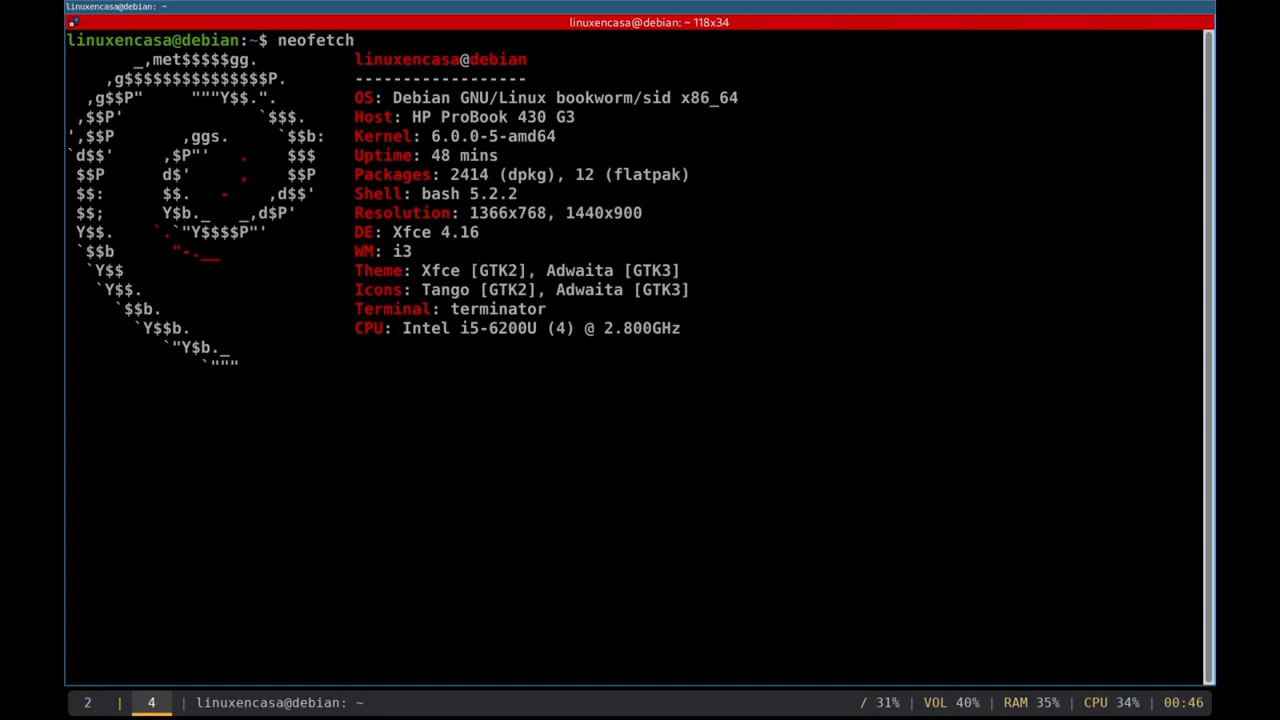 linuxencasa@debian: ~
linuxencasa@debian: ~ 118x34
linuxencasa@debian:~$ neofetch
       _,met$$$$$gg.          linuxencasa@debian
    ,g$$$$$$$$$$$$$$$P.       ------------------
  ,g$$P"     """Y$$.".        OS: Debian GNU/Linux bookworm/sid x86_64
 ,$$P'              `$$$.     Host: HP ProBook 430 G3
',$$P       ,ggs.     `$$b:   Kernel: 6.0.0-5-amd64
`d$$'     ,$P"'   .    $$$    Uptime: 48 mins
 $$P      d$'     ,    $$P    Packages: 2414 (dpkg), 12 (flatpak)
 $$:      $$.   -    ,d$$'    Shell: bash 5.2.2
 $$;      Y$b._   _,d$P'      Resolution: 1366x768, 1440x900
 Y$$.    `.`"Y$$$$P"'         DE: Xfce 4.16
 `$$b      "-.__              WM: i3
  `Y$$                        Theme: Xfce [GTK2], Adwaita [GTK3]
   `Y$$.                      Icons: Tango [GTK2], Adwaita [GTK3]
     `$$b.                    Terminal: terminator
       `Y$$b.                 CPU: Intel i5-6200U (4) @ 2.800GHz
          `"Y$b._
              `"""
2 | 4 | linuxencasa@debian: ~ / 31% | VOL 40% | RAM 35% | CPU 34% | 00:46